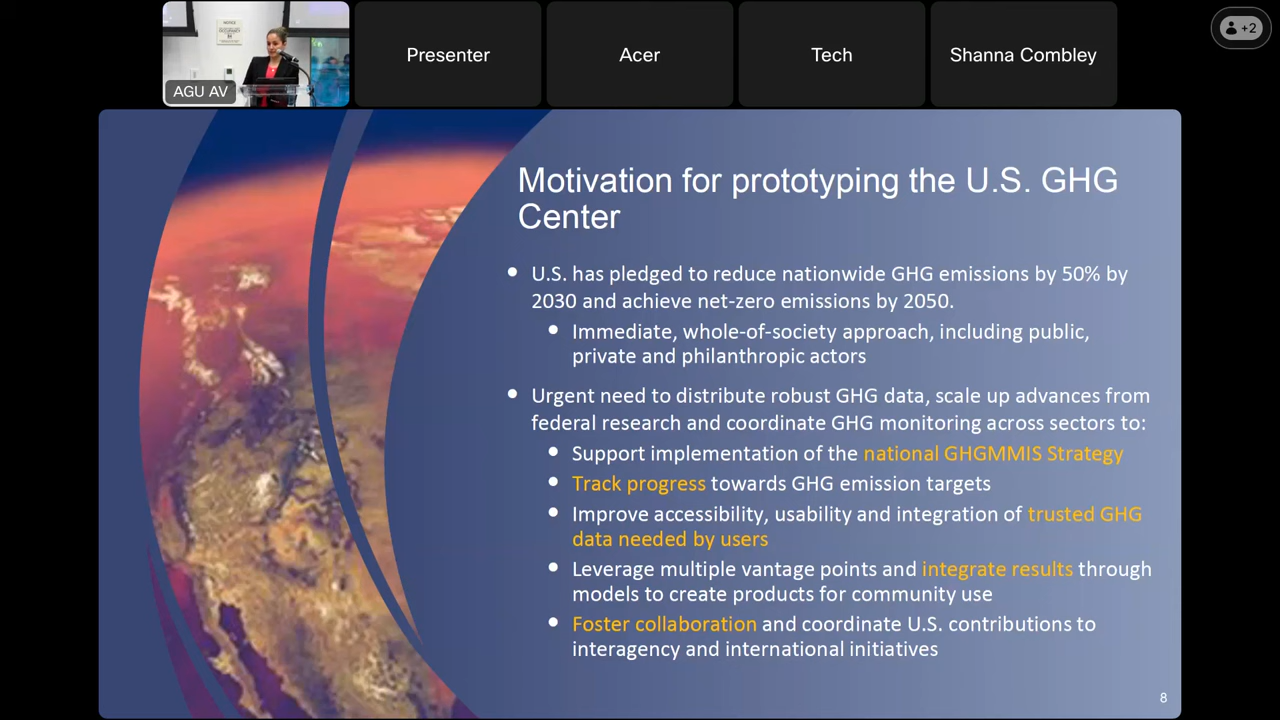 NOTICE
AGU AV
Presenter
Acer
Tech
Shanna Combley
+2
Motivation for prototyping the U.S. GHG
Center
• U.S. has pledged to reduce nationwide GHG emissions by 50% by
2030 and achieve net-zero emissions by 2050.
• Immediate, whole-of-society approach, including public,
private and philanthropic actors
• Urgent need to distribute robust GHG data, scale up advances from
federal research and coordinate GHG monitoring across sectors to:
• Support implementation of the national GHGMMIS Strategy
• Track progress towards GHG emission targets
• Improve accessibility, usability and integration of trusted GHG
data needed by users
• Leverage multiple vantage points and integrate results through
models to create products for community use
• Foster collaboration and coordinate U.S. contributions to
interagency and international initiatives
8